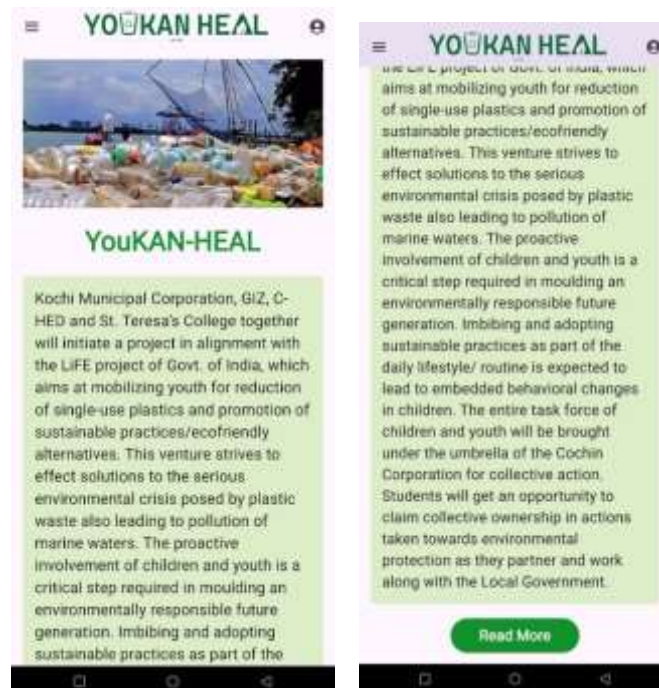 YOUKAN HEAL
YouKAN-HEAL
Kochi Municipal Corporation, GIZ, C-
HED and St. Teresa's College together
will initiate a project in alignment with
the LiFE project of Govt. of India, which
aims at mobilizing youth for reduction
of single-use plastics and promotion of
sustainable practices/ecofriendly
alternatives. This venture strives to
effect solutions to the serious
environmental crisis posed by plastic
waste also leading to pollution of
marine waters. The proactive
involvement of children and youth is a
critical step required in moulding an
environmentally responsible future
generation. Imbibing and adopting
sustainable practices as part of the
YOUKAN HEAL
the LiFE project of Govt. of India, which
aims at mobilizing youth for reduction
of single-use plastics and promotion of
sustainable practices/ecofriendly
alternatives. This venture strives to
effect solutions to the serious
environmental crisis posed by plastic
waste also leading to pollution of
marine waters. The proactive
involvement of children and youth is a
critical step required in moulding an
environmentally responsible future
generation. Imbibing and adopting
sustainable practices as part of the
daily lifestyle/ routine is expected to
lead to embedded behavioral changes
in children. The entire task force of
children and youth will be brought
under the umbrella of the Cochin
Corporation for collective action.
Students will get an opportunity to
claim collective ownership in actions
taken towards environmental
protection as they partner and work
along with the Local Government.
Read More